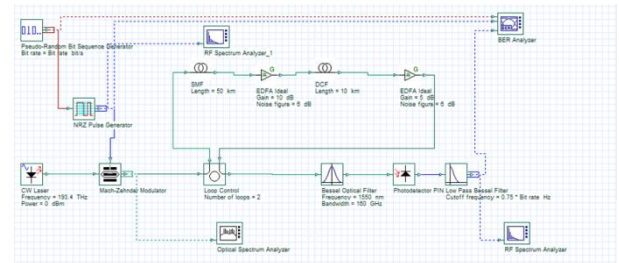 Pseudo-Random Bit Sequence Generator
Bit rate = Bit rate bit/s
RF Spectrum Analyzer_1
BER Analyzer
SMF
Length = 50 km
EDFA Ideal
Gain = 10 dB
Noise figure = 6 dB
DCF
Length = 10 km
EDFA Ideal
Gain = 5 dB
Noise figure = 6 dB
NRZ Pulse Generator
CW Laser
Frequency = 193.4 THz
Power = 0 dBm
Mach-Zehnder Modulator
Loop Control
Number of loops = 2
Bessel Optical Filter
Frequency = 1550 nm
Bandwidth = 160 GHz
Photodetector PIN
Low Pass Bessel Filter
Cutoff frequency = 0.75 * Bit rate Hz
Optical Spectrum Analyzer
RF Spectrum Analyzer